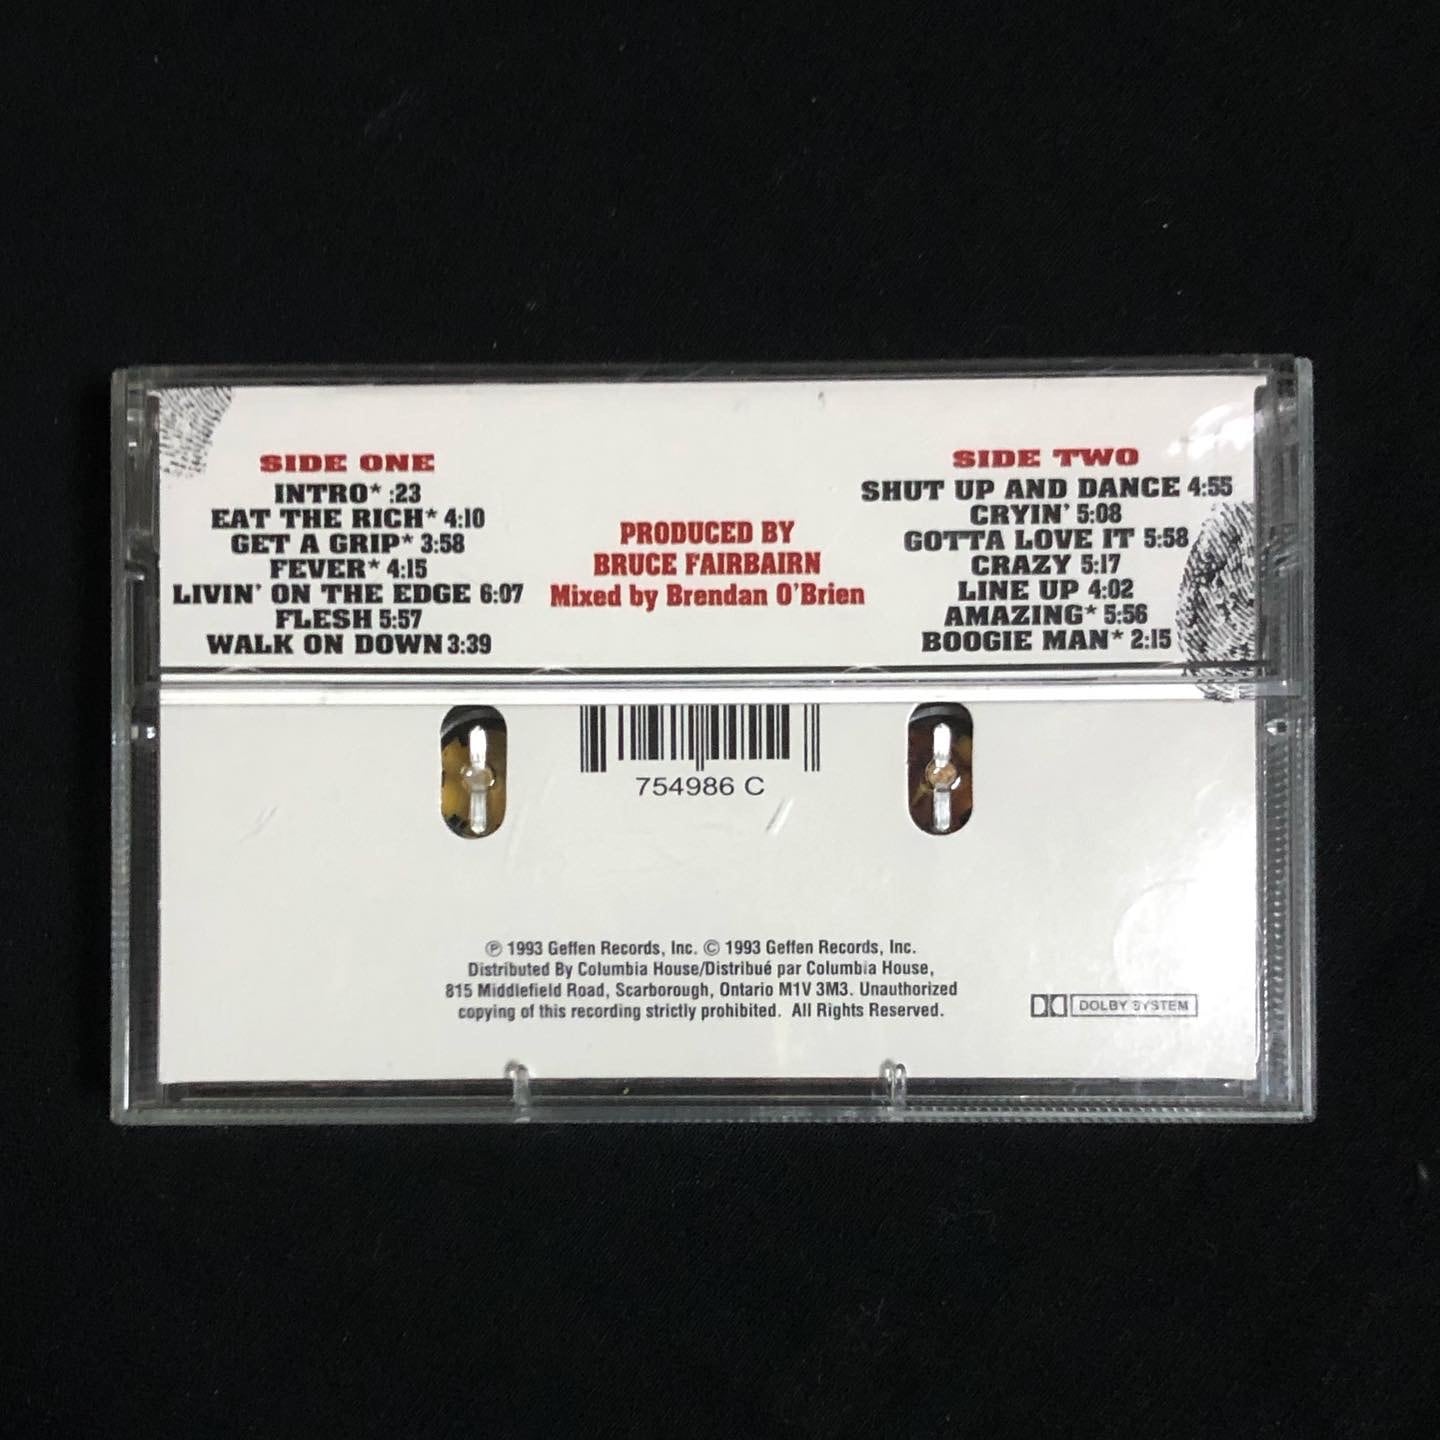 SIDE ONE
INTRO* :23
EAT THE RICH* 4:10
GET A GRIP* 3:58
FEVER* 4:15
LIVIN' ON THE EDGE 6:07
FLESH 5:57
WALK ON DOWN 3:39
PRODUCED BY
BRUCE FAIRBAIRN
Mixed by Brendan O'Brien
SIDE TWO
SHUT UP AND DANCE 4:55
CRYIN' 5:08
GOTTA LOVE IT 5:58
CRAZY 5:17
LINE UP 4:02
AMAZING* 5:56
BOOGIE MAN* 2:15
754986 C
℗ 1993 Geffen Records, Inc. © 1993 Geffen Records, Inc.
Distributed By Columbia House/Distribué par Columbia House,
815 Middlefield Road, Scarborough, Ontario M1V 3M3. Unauthorized
copying of this recording strictly prohibited. All Rights Reserved.
DOLBY SYSTEM